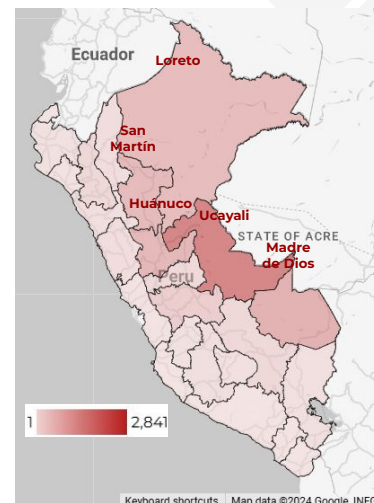 Ecuador
Loreto
San
Martín
Huánuco
Ucayali
STATE OF ACRE
Madre
de Dios
Peru
1
2,841
Keyboard shortcuts
Map data ©2024 Google, INEG